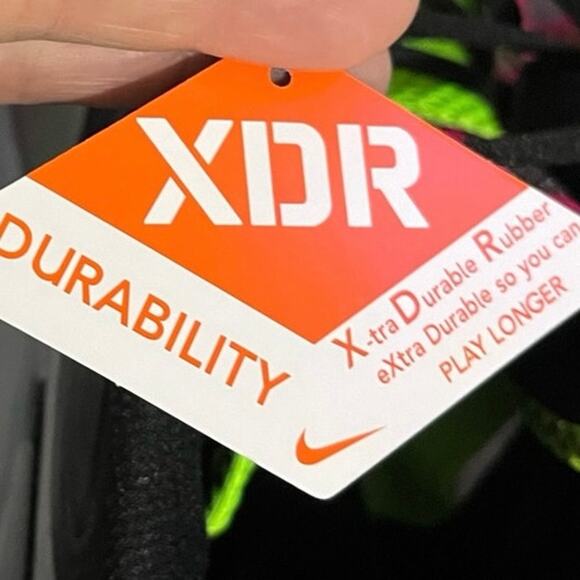 XDR
DURABILITY
X-tra Durable Rubber
eXtra Durable so you can
PLAY LONGER